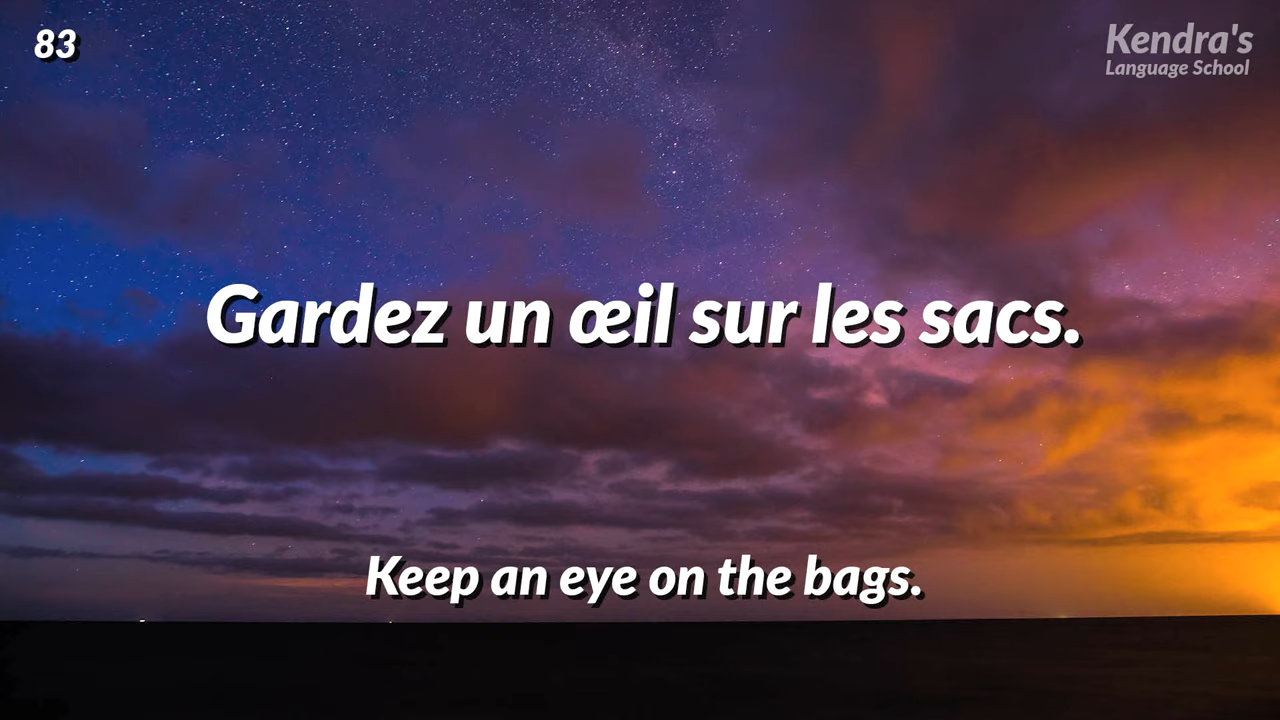 83
Kendra's
Language School
Gardez un œil sur les sacs.
Keep an eye on the bags.